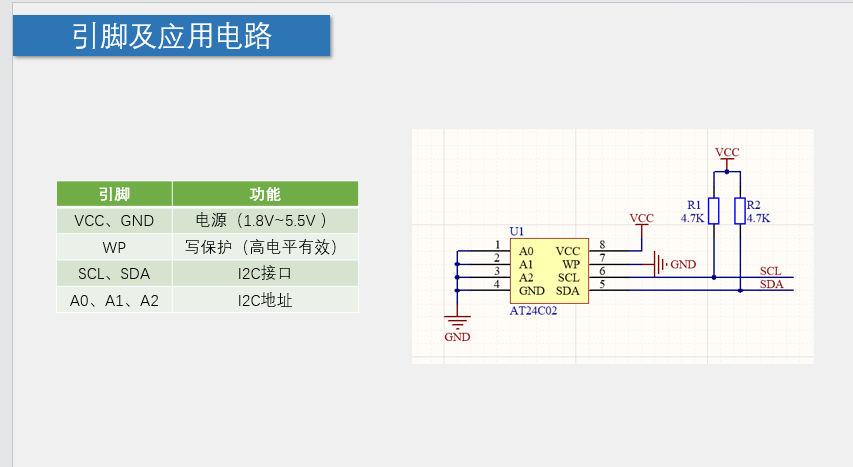 引脚及应用电路
引脚 功能
VCC、GND 电源（1.8V~5.5V ）
WP 写保护（高电平有效）
SCL、SDA I2C接口
A0、A1、A2 I2C地址
VCC
R1 R2
4.7K 4.7K
VCC
U1
1 A0 VCC 8
2 A1 WP 7 GND
3 A2 SCL 6 SCL
4 GND SDA 5 SDA
AT24C02
GND